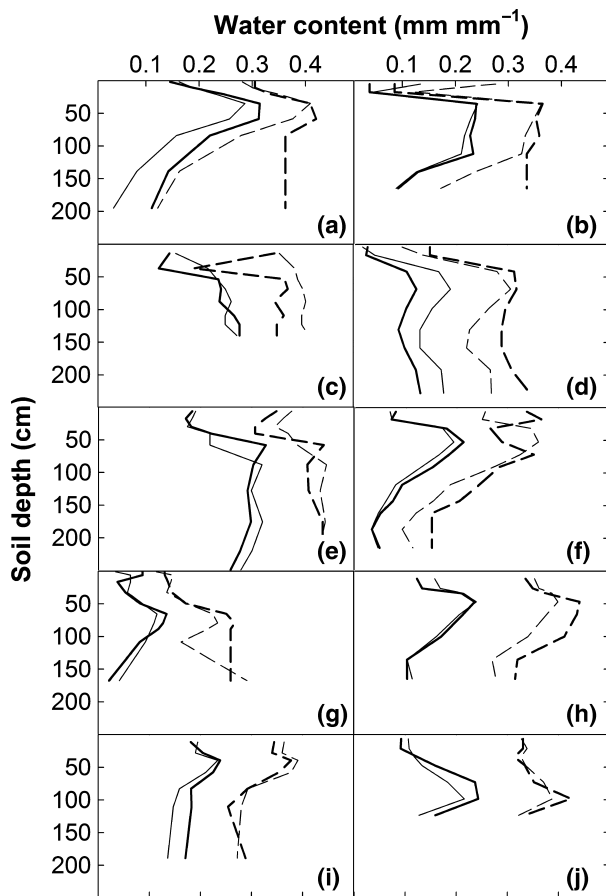 Water content (mm mm⁻¹)
0.1 0.2 0.3 0.4 0.1 0.2 0.3 0.4
50
100
150
200
(a)
(b)
50
100
150
200
(c)
(d)
Soil depth (cm)
50
100
150
200
(e)
(f)
50
100
150
200
(g)
(h)
50
100
150
200
(i)
(j)